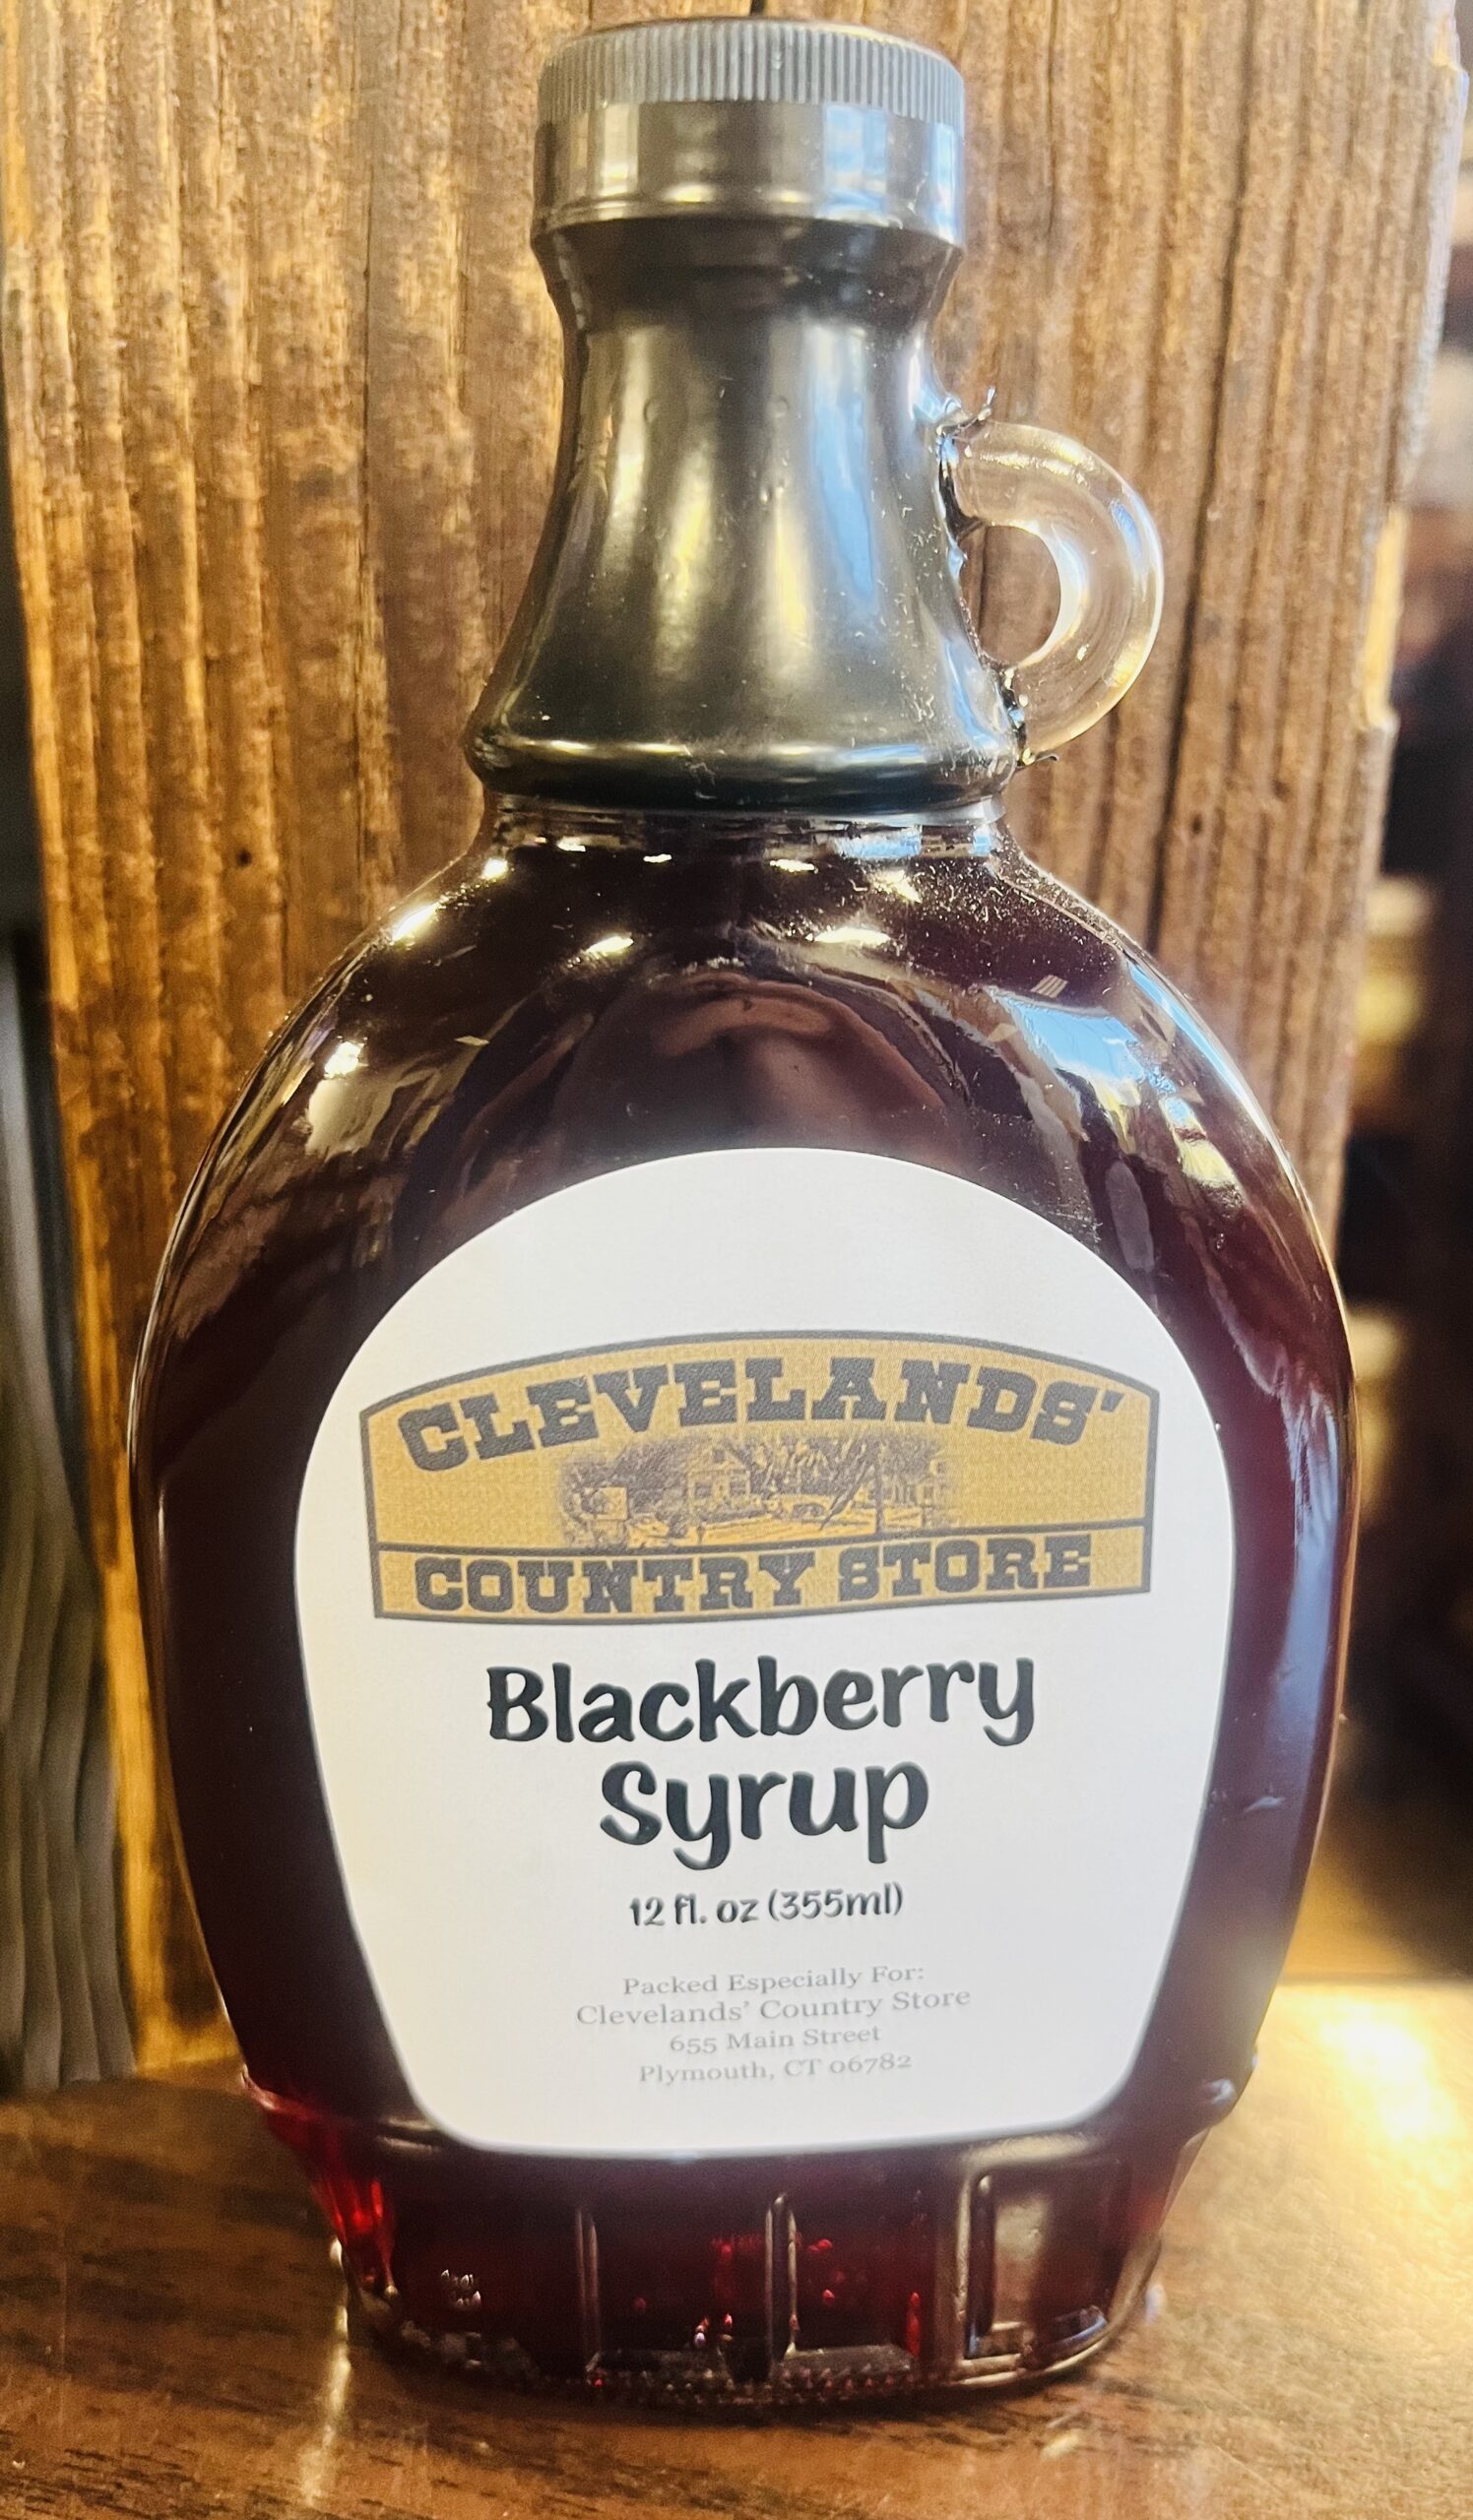 CLEVELANDS'
COUNTRY STORE
Blackberry
Syrup
12 fl. oz (355ml)
Packed Especially For:
Clevelands' Country Store
655 Main Street
Plymouth, CT 06782